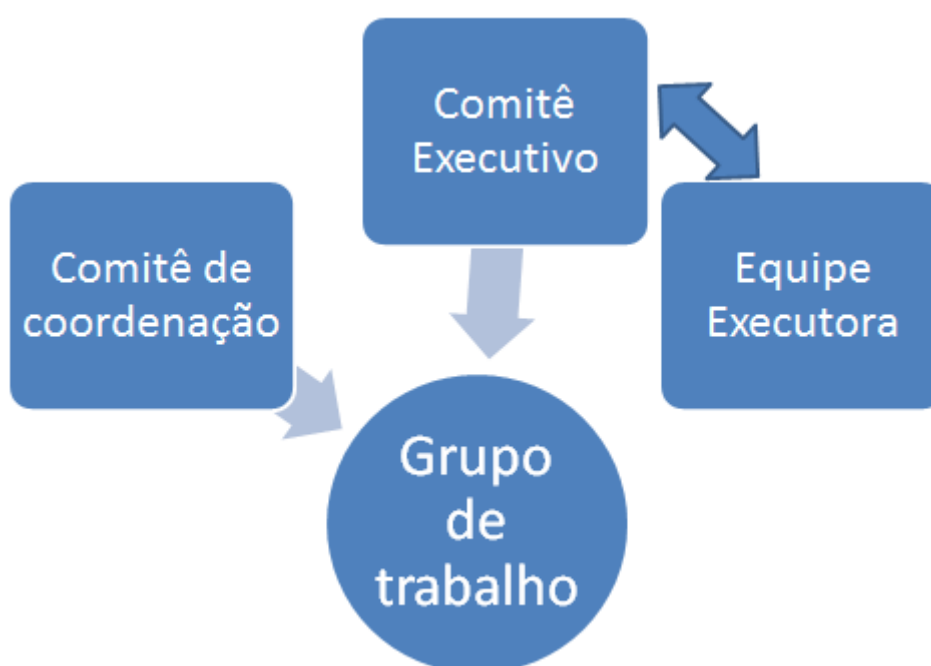 Comitê
Executivo
Comitê de
coordenação
Equipe
Executora
Grupo
de
trabalho